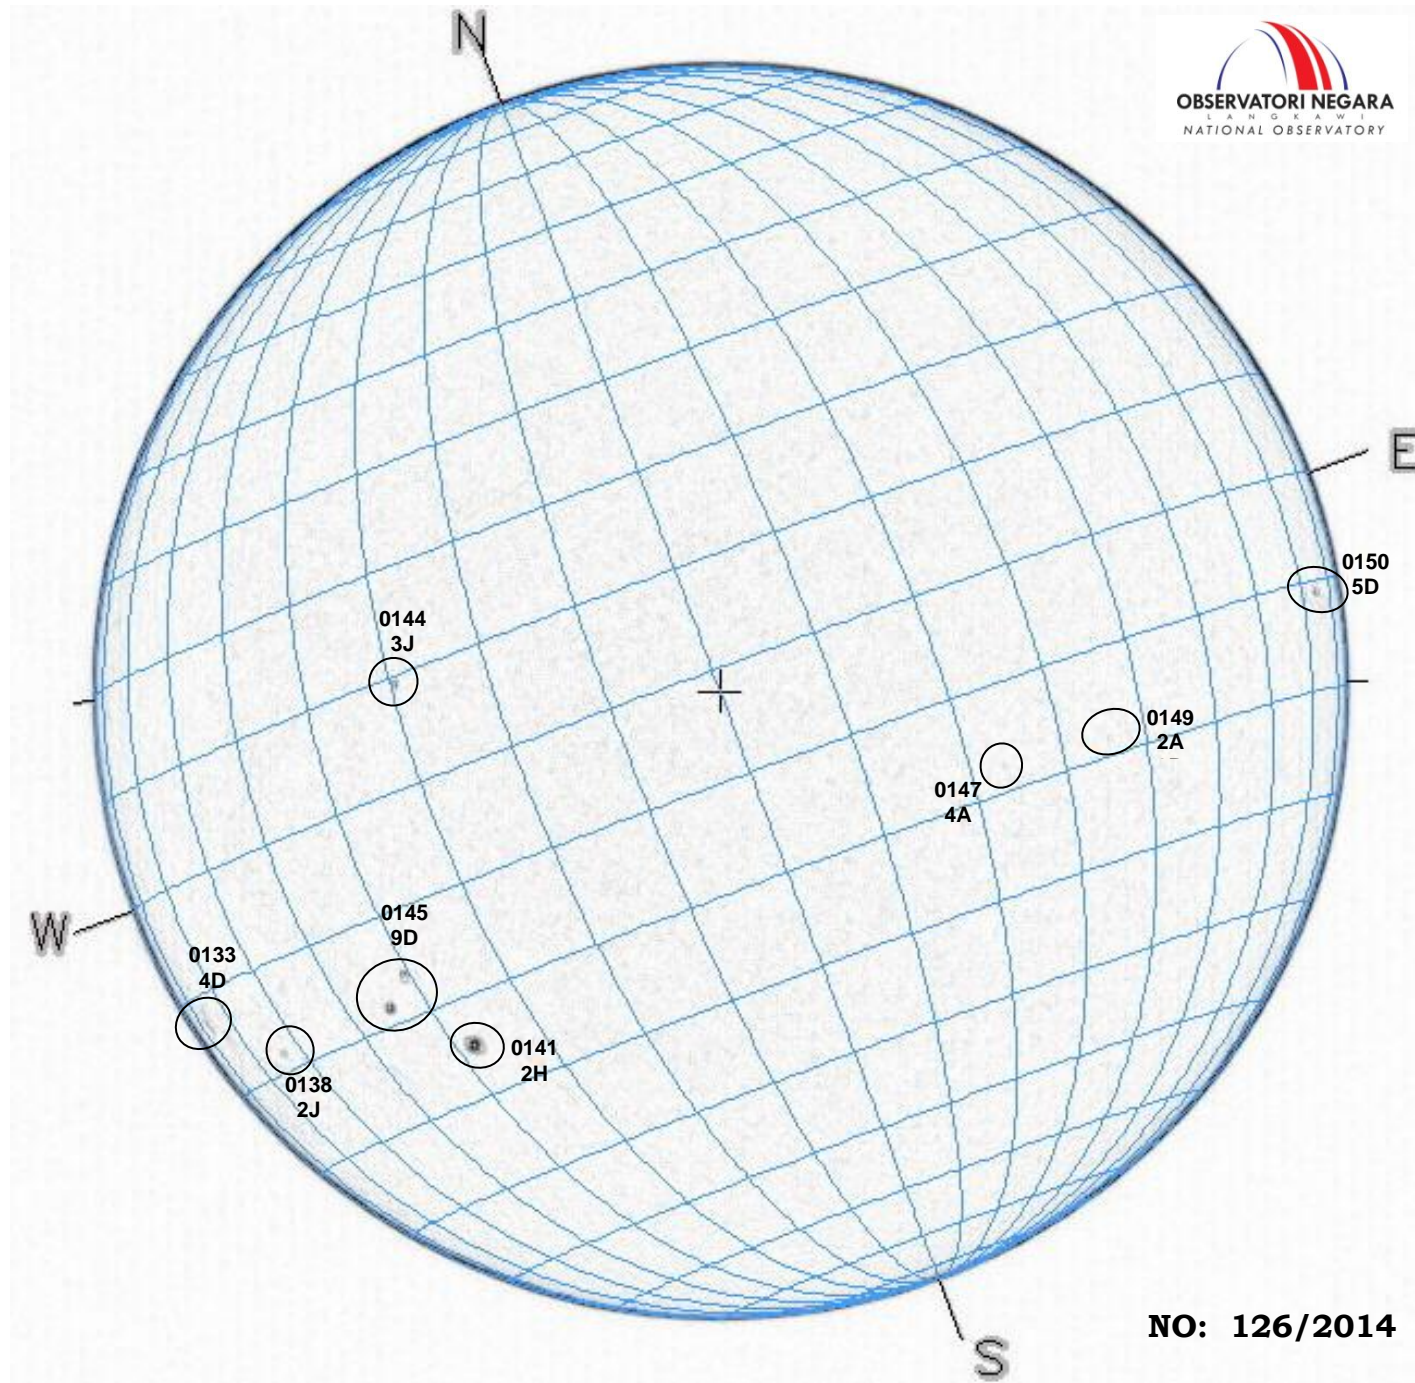 N
OBSERVATORI NEGARA
LANGKAWI
NATIONAL OBSERVATORY
E
0150
5D
0144
3J
0149
2A
0147
4A
0145
9D
W
0133
4D
0141
2H
0138
2J
NO: 126/2014
S